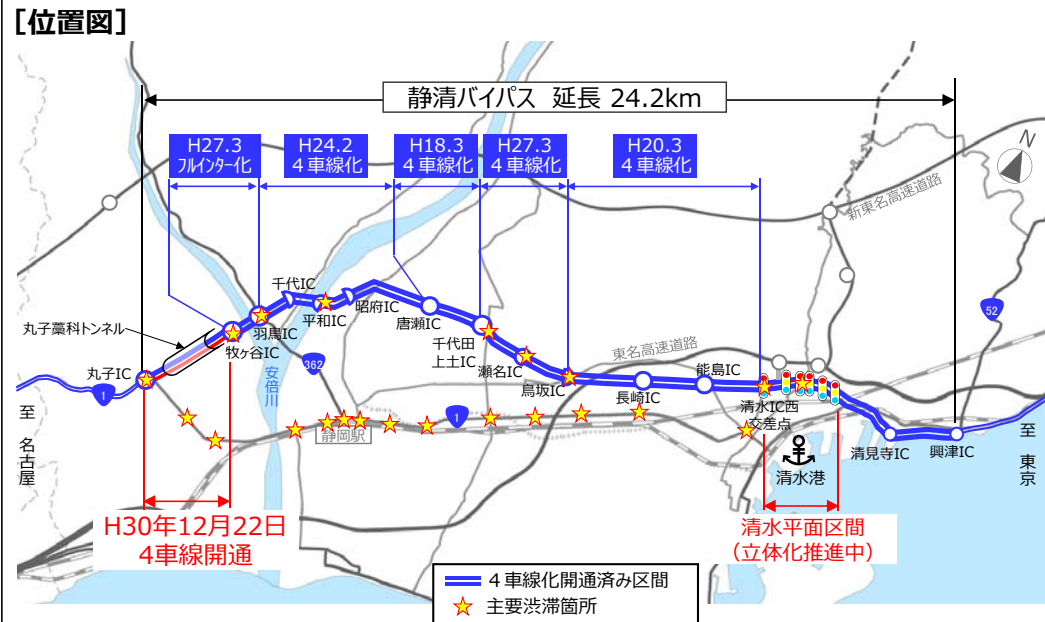 [位置図]
静清バイパス 延長 24.2km
H27.3
フルインター化
H24.2
4車線化
H18.3
4車線化
H27.3
4車線化
H20.3
4車線化
N
新東名高速道路
52
千代IC
平和IC
昭府IC
丸子藁科トンネル
羽鳥IC
唐瀬IC
牧ヶ谷IC
千代田
上土IC
東名高速道路
丸子IC
362
安倍川
瀬名IC
能島IC
鳥坂IC
長崎IC
1
1
清水IC西
交差点
至 名古屋
静岡駅
清見寺IC
興津IC
至 東京
清水港
H30年12月22日
4車線開通
清水平面区間
(立体化推進中)
4車線化開通済み区間
主要渋滞箇所